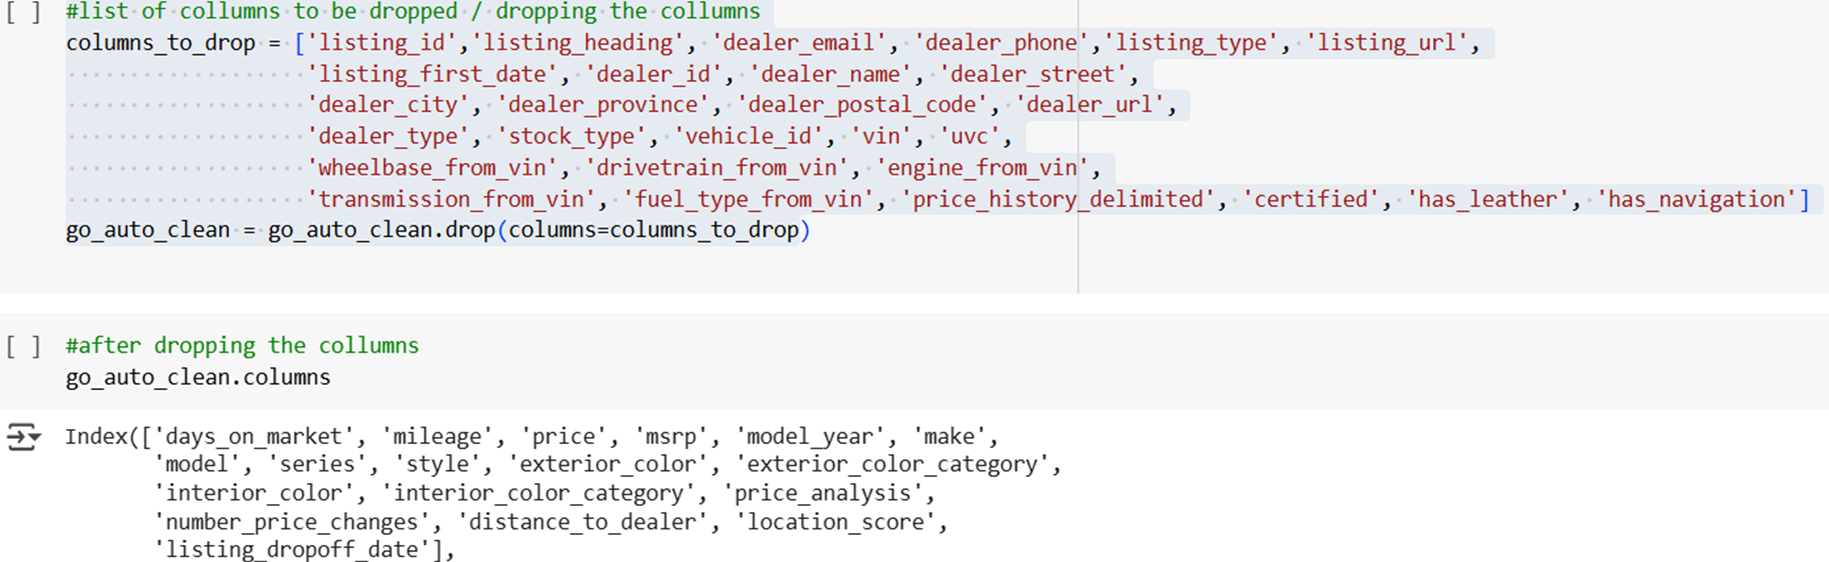 [ ] #list of collumns to be dropped / dropping the collumns
columns_to_drop = ['listing_id','listing_heading', 'dealer_email', 'dealer_phone','listing_type', 'listing_url',
'listing_first_date', 'dealer_id', 'dealer_name', 'dealer_street',
'dealer_city', 'dealer_province', 'dealer_postal_code', 'dealer_url',
'dealer_type', 'stock_type', 'vehicle_id', 'vin', 'uvc',
'wheelbase_from_vin', 'drivetrain_from_vin', 'engine_from_vin',
'transmission_from_vin', 'fuel_type_from_vin', 'price_history_delimited', 'certified', 'has_leather', 'has_navigation']
go_auto_clean = go_auto_clean.drop(columns=columns_to_drop)
[ ] #after dropping the collumns
go_auto_clean.columns
Index(['days_on_market', 'mileage', 'price', 'msrp', 'model_year', 'make',
'model', 'series', 'style', 'exterior_color', 'exterior_color_category',
'interior_color', 'interior_color_category', 'price_analysis',
'number_price_changes', 'distance_to_dealer', 'location_score',
'listing_dropoff_date'],